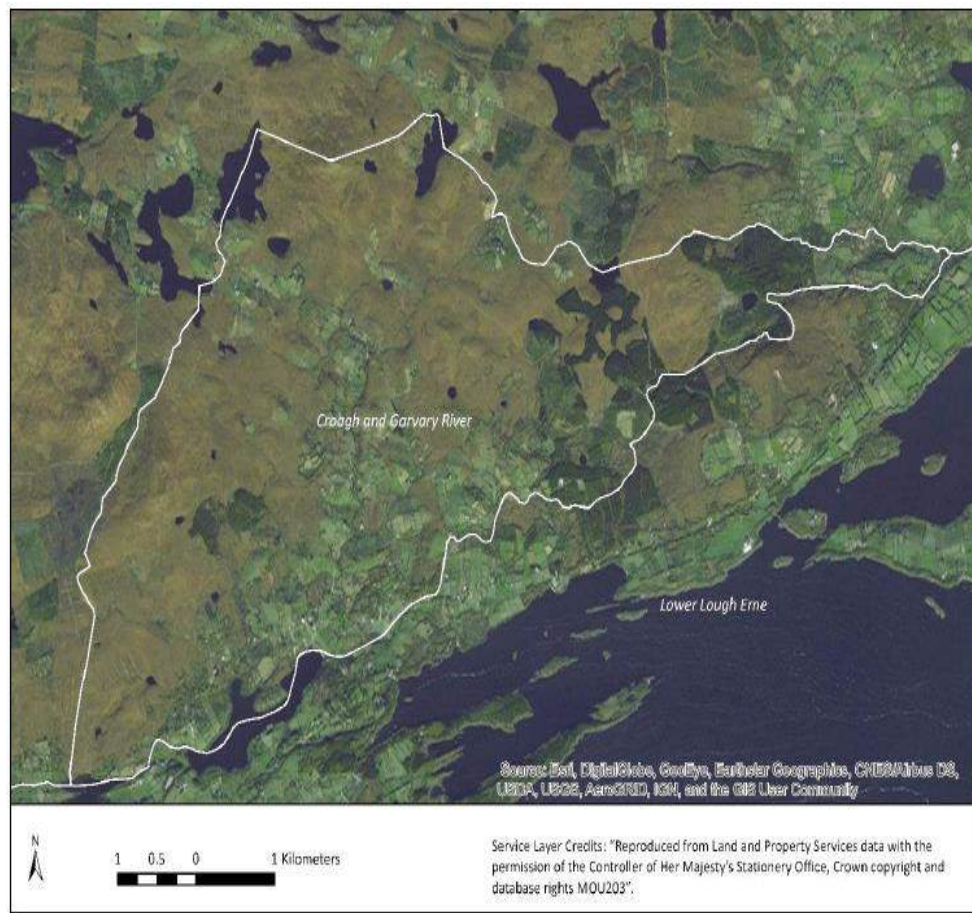 Croagh and Garvary River
Lower Lough Erne
Source: Esri, DigitalGlobe, GeoEye, Earthstar Geographics, CNES/Airbus DS,
USDA, USGS, AeroGRID, IGN, and the GIS User Community
N
1 0.5 0 1 Kilometers
Service Layer Credits: "Reproduced from Land and Property Services data with the
permission of the Controller of Her Majesty's Stationery Office, Crown copyright and
database rights MOU203".